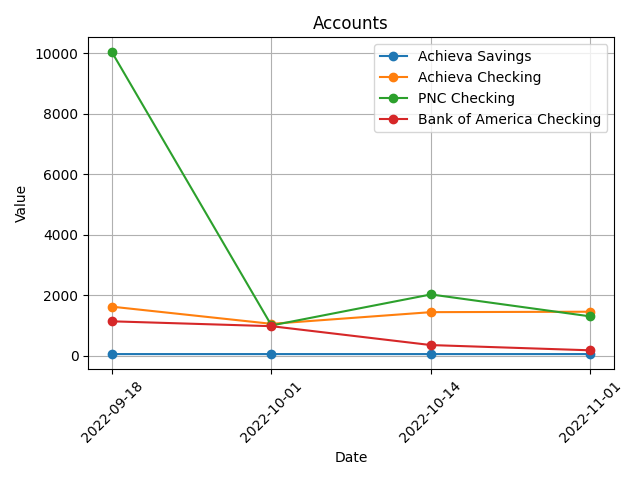 Accounts
Achieva Savings
Achieva Checking
PNC Checking
Bank of America Checking
10000
8000
6000
4000
2000
0
Value
2022-09-18
2022-10-01
2022-10-14
2022-11-01
Date